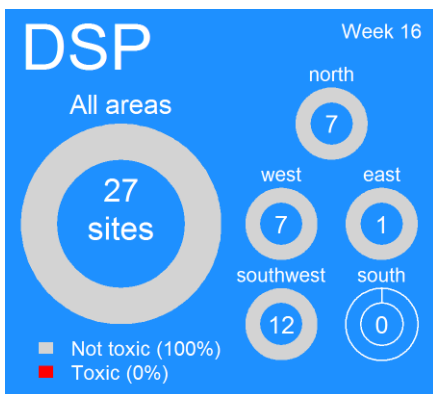 DSP
Week 16
All areas
27
sites
north
7
west
7
east
1
southwest
12
south
0
Not toxic (100%)
Toxic (0%)